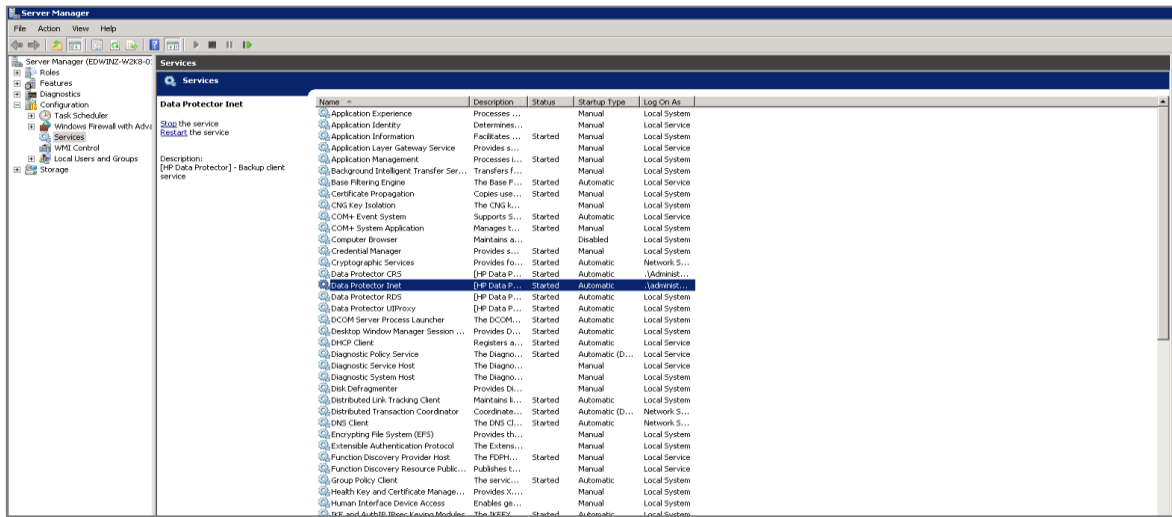 Server Manager
File Action View Help
Server Manager (EDWINZ-W2K8-01
Roles
Features
Diagnostics
Configuration
Task Scheduler
Windows Firewall with Adva
Services
WMI Control
Local Users and Groups
Storage
Services
Services
Data Protector Inet
Stop the service
Restart the service
Description:
[HP Data Protector] - Backup client
service
Name Description Status Startup Type Log On As
Application Experience Processes ... Manual Local System
Application Identity Determines... Manual Local Service
Application Information Facilitates ... Started Manual Local System
Application Layer Gateway Service Provides s... Manual Local Service
Application Management Processes i... Started Manual Local System
Background Intelligent Transfer Ser... Transfers f... Manual Local System
Base Filtering Engine The Base F... Started Automatic Local Service
Certificate Propagation Copies use... Started Manual Local System
CNG Key Isolation The CNG k... Manual Local System
COM+ Event System Supports S... Started Automatic Local Service
COM+ System Application Manages t... Started Manual Local System
Computer Browser Maintains a... Disabled Local System
Credential Manager Provides s... Started Manual Local System
Cryptographic Services Provides fo... Started Automatic Network S...
Data Protector CRS [HP Data P... Started Automatic .\Administ...
Data Protector Inet [HP Data P... Started Automatic .\administ...
Data Protector RDS [HP Data P... Started Automatic Local System
Data Protector UIProxy [HP Data P... Started Automatic Local System
DCOM Server Process Launcher The DCOM... Started Automatic Local System
Desktop Window Manager Session ... Provides D... Started Automatic Local System
DHCP Client Registers a... Started Automatic Local Service
Diagnostic Policy Service The Diagno... Started Automatic (D... Local Service
Diagnostic Service Host The Diagno... Manual Local Service
Diagnostic System Host The Diagno... Manual Local System
Disk Defragmenter Provides Di... Manual Local System
Distributed Link Tracking Client Maintains li... Started Automatic Local System
Distributed Transaction Coordinator Coordinate... Started Automatic (D... Network S...
DNS Client The DNS Cl... Started Automatic Network S...
Encrypting File System (EFS) Provides th... Manual Local System
Extensible Authentication Protocol The Extens... Manual Local System
Function Discovery Provider Host The FDPH... Started Manual Local Service
Function Discovery Resource Public... Publishes t... Manual Local Service
Group Policy Client The servic... Started Automatic Local System
Health Key and Certificate Manage... Provides X.... Manual Local System
Human Interface Device Access Enables ge... Manual Local System
IKE and AuthIP IPsec Keying Modules The IKEEX... Started Automatic Local System